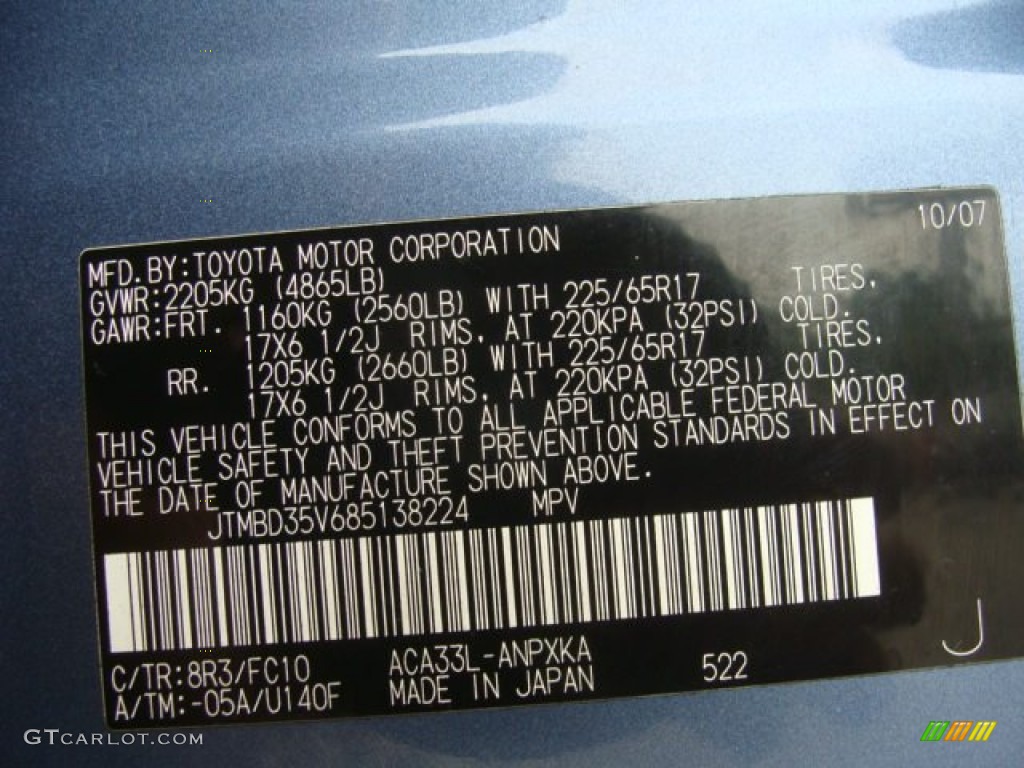 10/07
MFD.BY:TOYOTA MOTOR CORPORATION
GVWR:2205KG (4865LB)
GAWR:FRT. 1160KG (2560LB) WITH 225/65R17 TIRES,
17X6 1/2J RIMS, AT 220KPA (32PSI) COLD.
RR. 1205KG (2660LB) WITH 225/65R17 TIRES,
17X6 1/2J RIMS, AT 220KPA (32PSI) COLD.
THIS VEHICLE CONFORMS TO ALL APPLICABLE FEDERAL MOTOR
VEHICLE SAFETY AND THEFT PREVENTION STANDARDS IN EFFECT ON
THE DATE OF MANUFACTURE SHOWN ABOVE.
JTMBD35V685138224 MPV
C/TR:8R3/FC10 ACA33L-ANPXKA 522 J
A/TM:-05A/U140F MADE IN JAPAN
GTCARLOT.COM